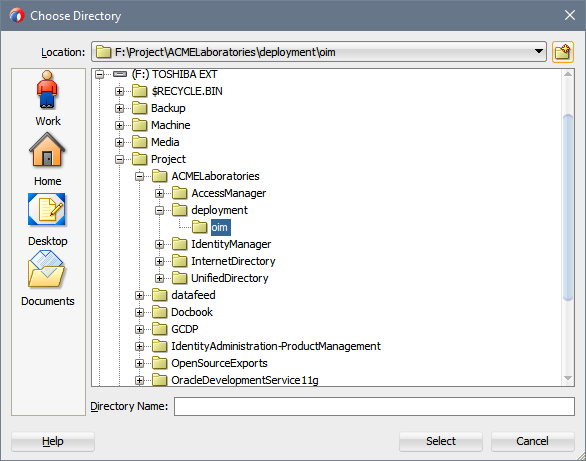 Choose Directory
Location: F:\Project\ACMELaboratories\deployment\oim
Work
Home
Desktop
Documents
(F:) TOSHIBA EXT
$RECYCLE.BIN
Backup
Machine
Media
Project
ACMELaboratories
AccessManager
deployment
oim
IdentityManager
InternetDirectory
UnifiedDirectory
datafeed
Docbook
GCDP
IdentityAdministration-ProductManagement
OpenSourceExports
OracleDevelopmentService11g
Directory Name:
Help
Select
Cancel